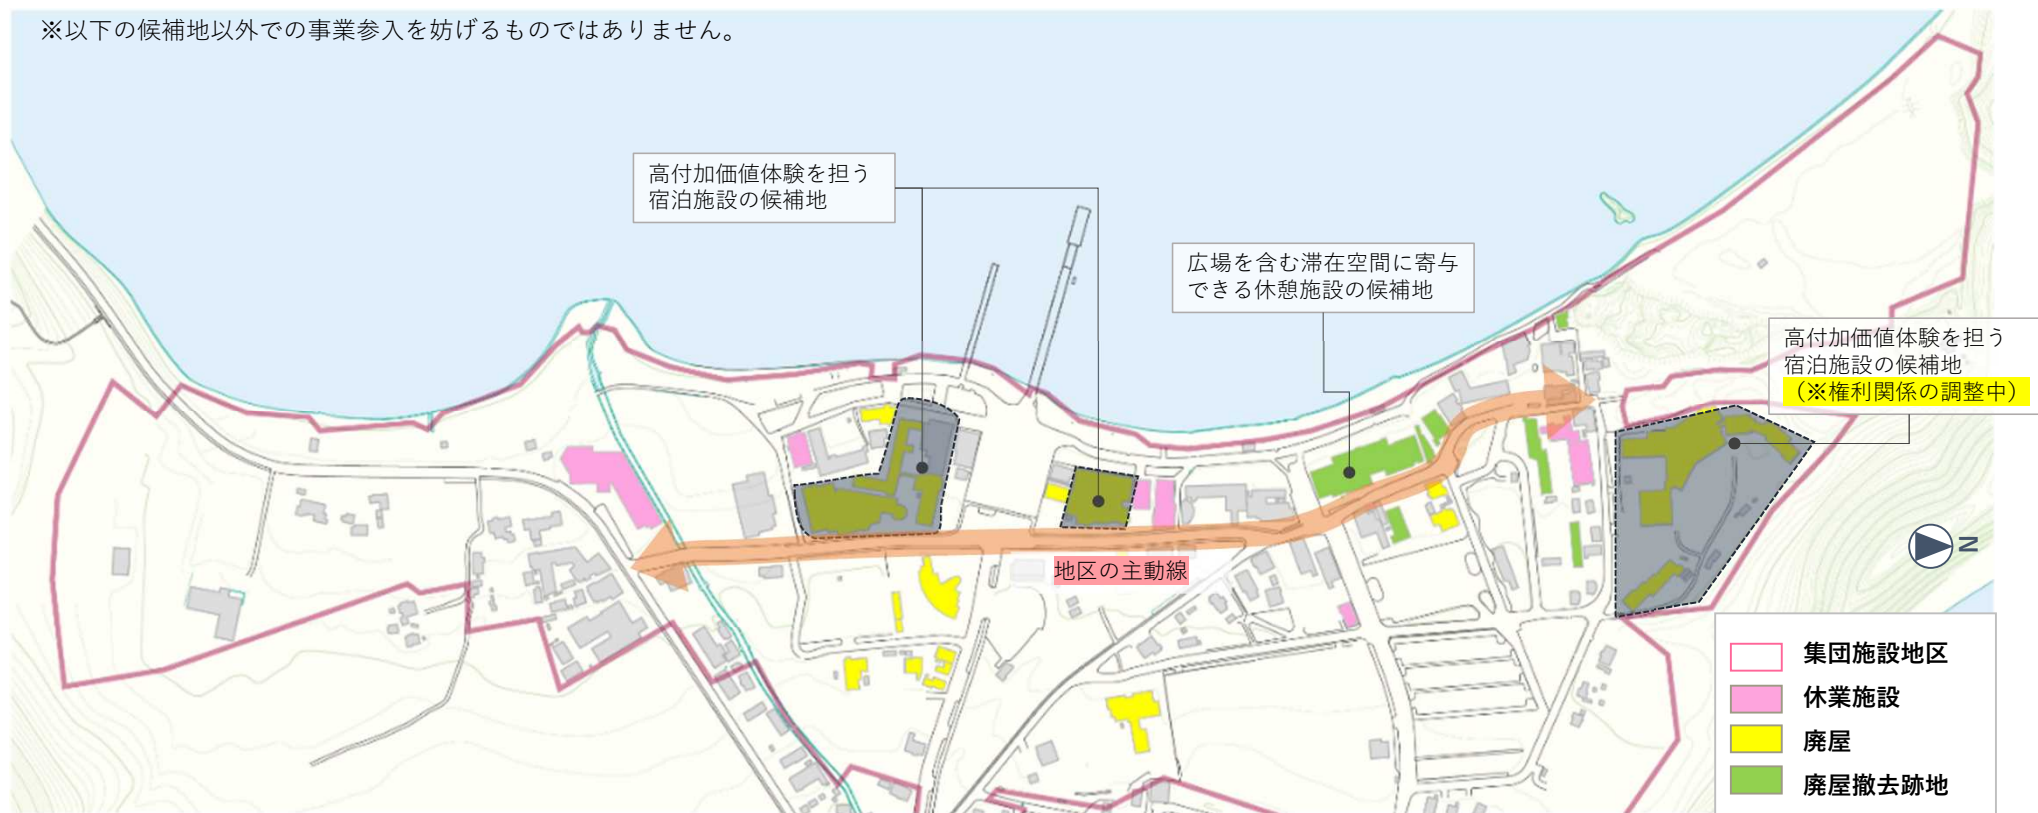 ※以下の候補地以外での事業参入を妨げるものではありません。
高付加価値体験を担う
宿泊施設の候補地
広場を含む滞在空間に寄与
できる休憩施設の候補地
高付加価値体験を担う
宿泊施設の候補地
（※権利関係の調整中）
地区の主動線
N
集団施設地区
休業施設
廃屋
廃屋撤去跡地